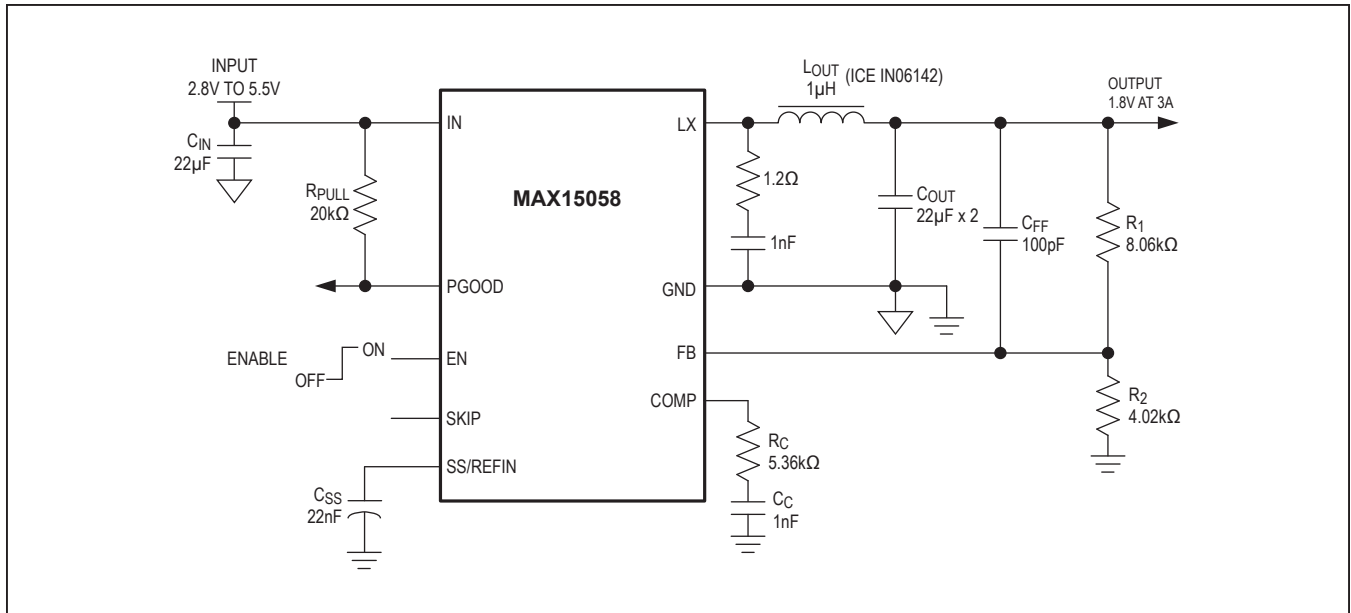 INPUT
2.8V TO 5.5V
CIN
22µF
RPULL
20kΩ
ENABLE
OFF
ON
CSS
22nF
IN
PGOOD
EN
SKIP
SS/REFIN
MAX15058
LX
GND
FB
COMP
LOUT (ICE IN06142)
1µH
1.2Ω
1nF
COUT
22µF x 2
CFF
100pF
OUTPUT
1.8V AT 3A
R1
8.06kΩ
R2
4.02kΩ
RC
5.36kΩ
CC
1nF